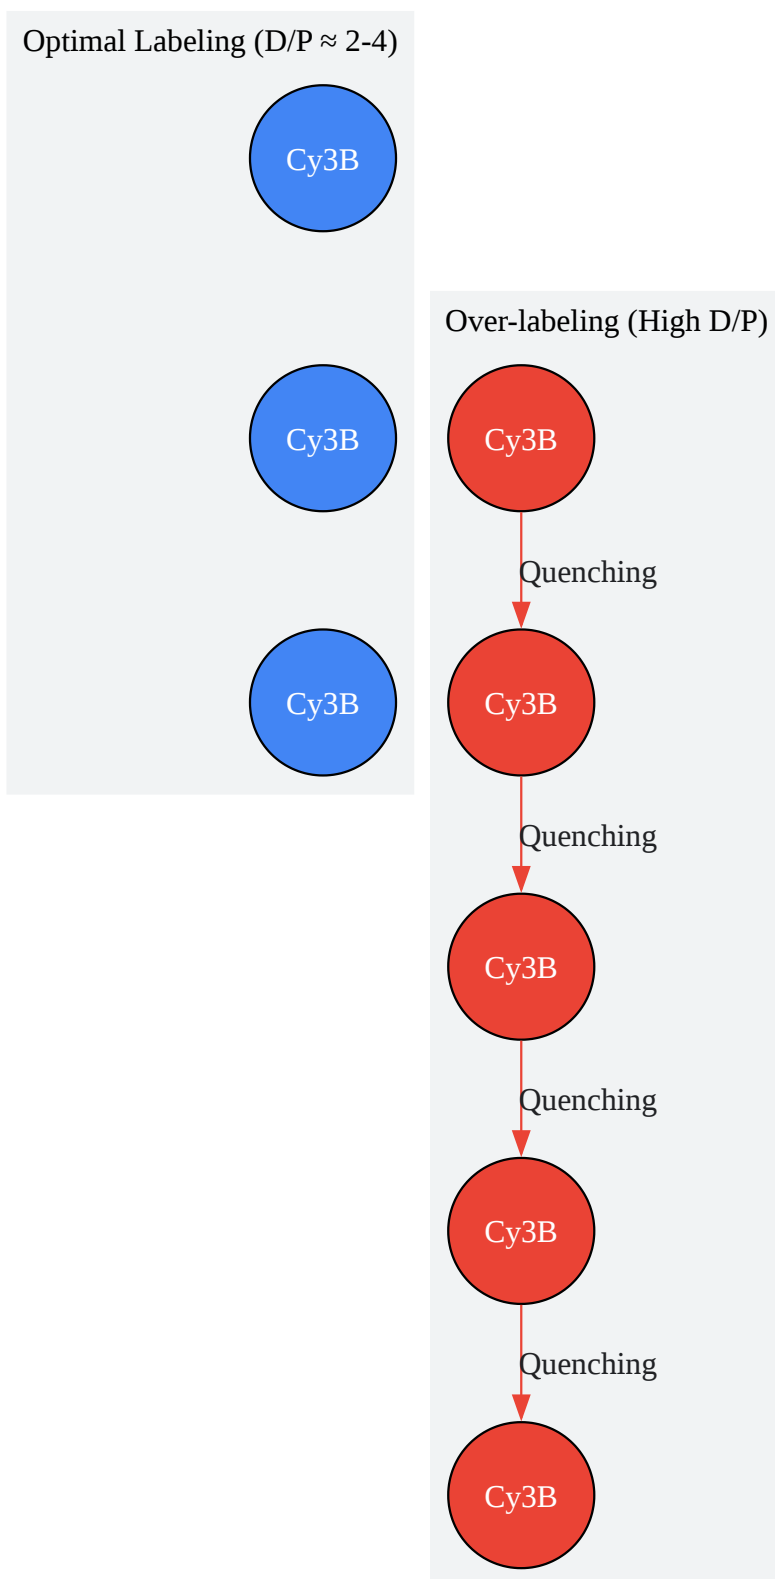 Optimal Labeling (D/P ≈ 2-4)
Cy3B
Cy3B
Cy3B
Over-labeling (High D/P)
Cy3B
Quenching
Cy3B
Quenching
Cy3B
Quenching
Cy3B
Quenching
Cy3B